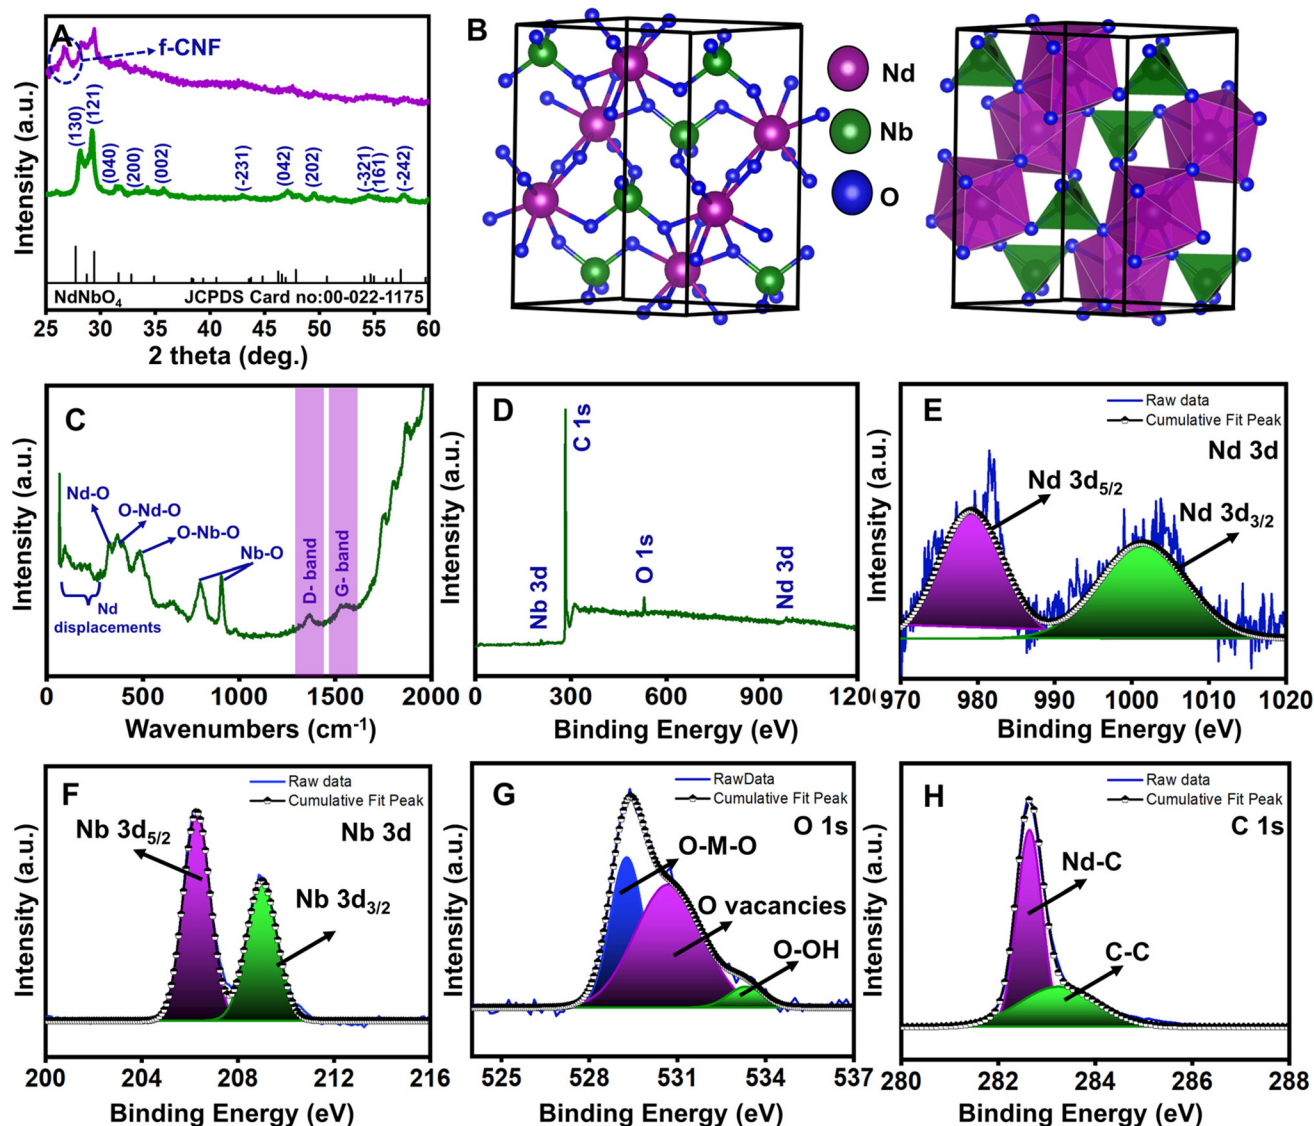 A
f-CNF
(130)
(121)
(040)
(200)
(002)
(-231)
(042)
(202)
(-321)
(161)
(-242)
NdNbO₄ JCPDS Card no:00-022-1175
25 30 35 40 45 50 55 60
2 theta (deg.)
Intensity (a.u.)
B
Nd
Nb
O
C
Nd-O
O-Nd-O
O-Nb-O
Nb-O
Nd
displacements
D- band
G- band
0 500 1000 1500 2000
Wavenumbers (cm⁻¹)
Intensity (a.u.)
D
C 1s
Nb 3d
O 1s
Nd 3d
0 300 600 900 120
Binding Energy (eV)
Intensity (a.u.)
E
Raw data
Cumulative Fit Peak
Nd 3d
Nd 3d₅/₂
Nd 3d₃/₂
970 980 990 1000 1010 1020
Binding Energy (eV)
Intensity (a.u.)
F
Raw data
Cumulative Fit Peak
Nb 3d
Nb 3d₅/₂
Nb 3d₃/₂
200 204 208 212 216
Binding Energy (eV)
Intensity (a.u.)
G
RawData
Cumulative Fit Peak
O 1s
O-M-O
O vacancies
O-OH
525 528 531 534 537
Binding Energy (eV)
Intensity (a.u.)
H
Raw data
Cumulative Fit Peak
C 1s
Nd-C
C-C
280 282 284 286 288
Binding Energy (eV)
Intensity (a.u.)